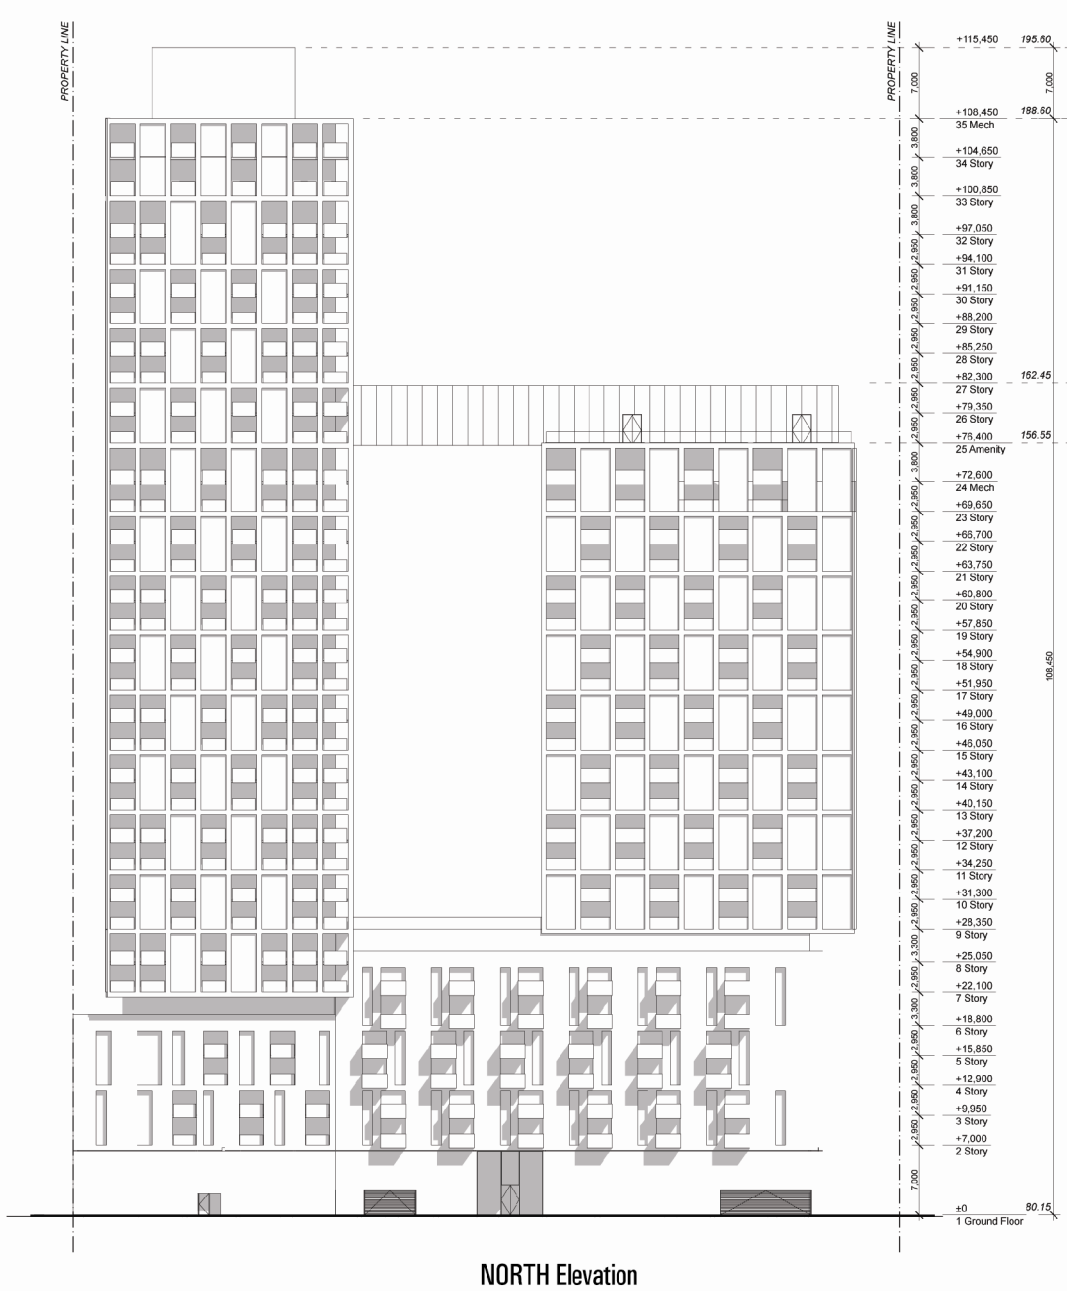 PROPERTY LINE
PROPERTY LINE
+115,450 195.60
7,000
7,000
+108,450 188.60
35 Mech
3,800
+104,650
34 Story
3,800
+100,850
33 Story
3,800
+97,050
32 Story
2,950
+94,100
31 Story
2,950
+91,150
30 Story
2,950
+88,200
29 Story
2,950
+85,250
28 Story
2,950
+82,300 162.45
27 Story
2,950
+79,350
26 Story
2,950
+76,400 156.55
25 Amenity
3,800
+72,600
24 Mech
2,950
+69,650
23 Story
2,950
+66,700
22 Story
2,950
+63,750
21 Story
2,950
+60,800
20 Story
2,950
+57,850
19 Story
2,950
+54,900
18 Story
2,950
108,450
+51,950
17 Story
2,950
+49,000
16 Story
2,950
+46,050
15 Story
2,950
+43,100
14 Story
2,950
+40,150
13 Story
2,950
+37,200
12 Story
2,950
+34,250
11 Story
2,950
+31,300
10 Story
2,950
+28,350
9 Story
3,300
+25,050
8 Story
2,950
+22,100
7 Story
3,300
+18,800
6 Story
2,950
+15,850
5 Story
2,950
+12,900
4 Story
2,950
+9,950
3 Story
2,950
+7,000
2 Story
7,000
±0 80.15
1 Ground Floor
NORTH Elevation